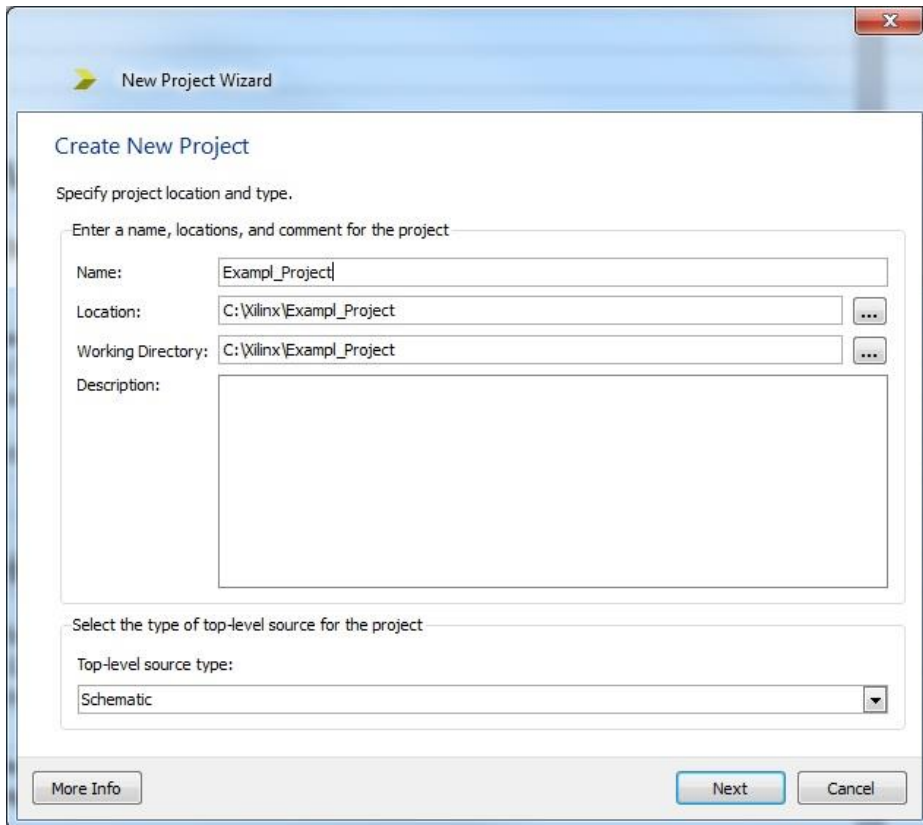 New Project Wizard
Create New Project
Specify project location and type.
Enter a name, locations, and comment for the project
Name: Exampl_Project
Location: C:\Xilinx\Exampl_Project ...
Working Directory: C:\Xilinx\Exampl_Project ...
Description:
Select the type of top-level source for the project
Top-level source type:
Schematic
More Info Next Cancel